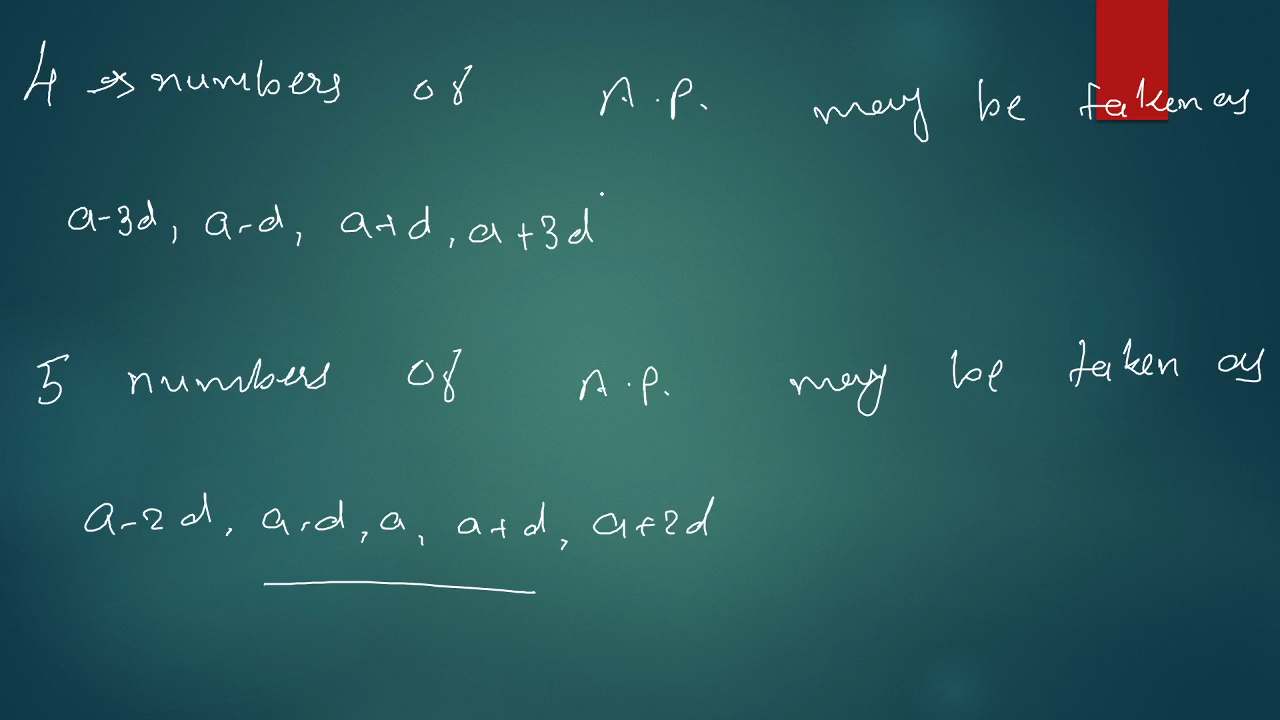 4 → numbers of A.P. may be taken as
a-3d, a-d, a+d, a+3d
5 numbers of A.P. may be taken as
a-2d, a-d, a, a+d, a+2d